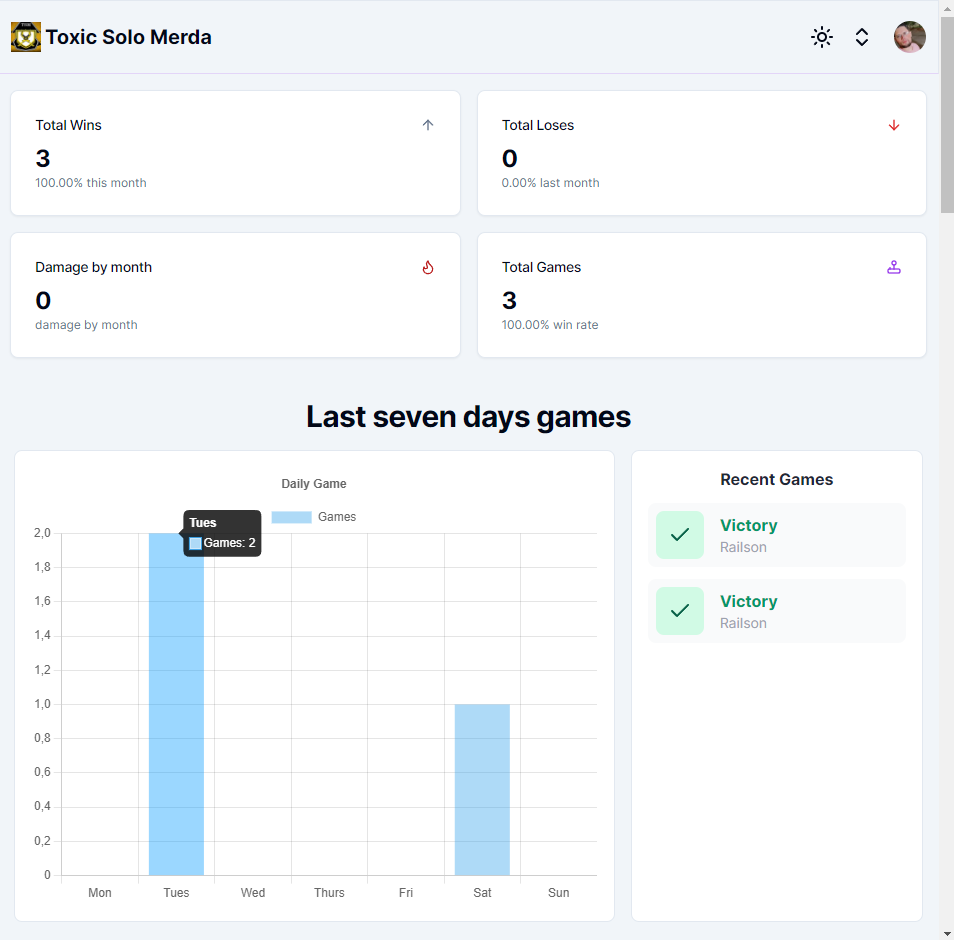 Toxic Solo Merda
Total Wins
3
100.00% this month
Total Loses
0
0.00% last month
Damage by month
0
damage by month
Total Games
3
100.00% win rate
Last seven days games
Daily Game
Games
Tues
Games: 2
2,0
1,8
1,6
1,4
1,2
1,0
0,8
0,6
0,4
0,2
0
Mon Tues Wed Thurs Fri Sat Sun
Recent Games
Victory
Railson
Victory
Railson